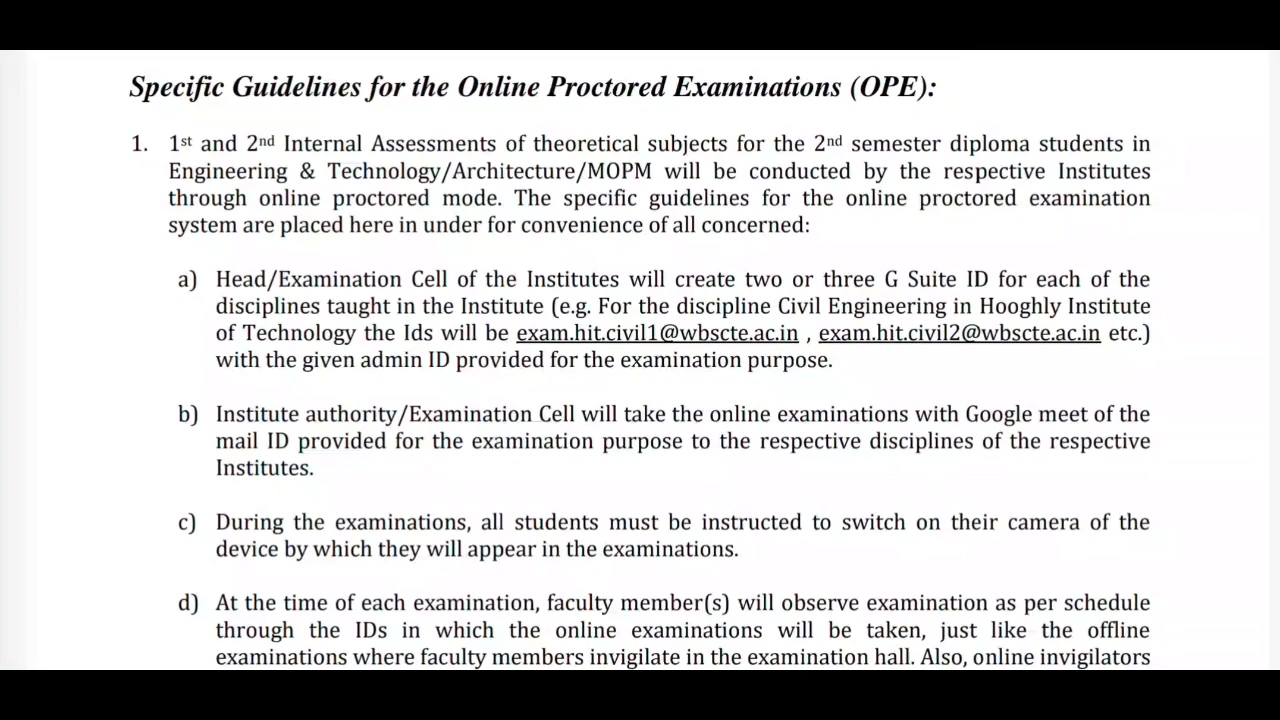 Specific Guidelines for the Online Proctored Examinations (OPE):
1. 1st and 2nd Internal Assessments of theoretical subjects for the 2nd semester diploma students in
Engineering & Technology/Architecture/MOPM will be conducted by the respective Institutes
through online proctored mode. The specific guidelines for the online proctored examination
system are placed here in under for convenience of all concerned:
a) Head/Examination Cell of the Institutes will create two or three G Suite ID for each of the
disciplines taught in the Institute (e.g. For the discipline Civil Engineering in Hooghly Institute
of Technology the Ids will be exam.hit.civil1@wbscte.ac.in , exam.hit.civil2@wbscte.ac.in etc.)
with the given admin ID provided for the examination purpose.
b) Institute authority/Examination Cell will take the online examinations with Google meet of the
mail ID provided for the examination purpose to the respective disciplines of the respective
Institutes.
c) During the examinations, all students must be instructed to switch on their camera of the
device by which they will appear in the examinations.
d) At the time of each examination, faculty member(s) will observe examination as per schedule
through the IDs in which the online examinations will be taken, just like the offline
examinations where faculty members invigilate in the examination hall. Also, online invigilators